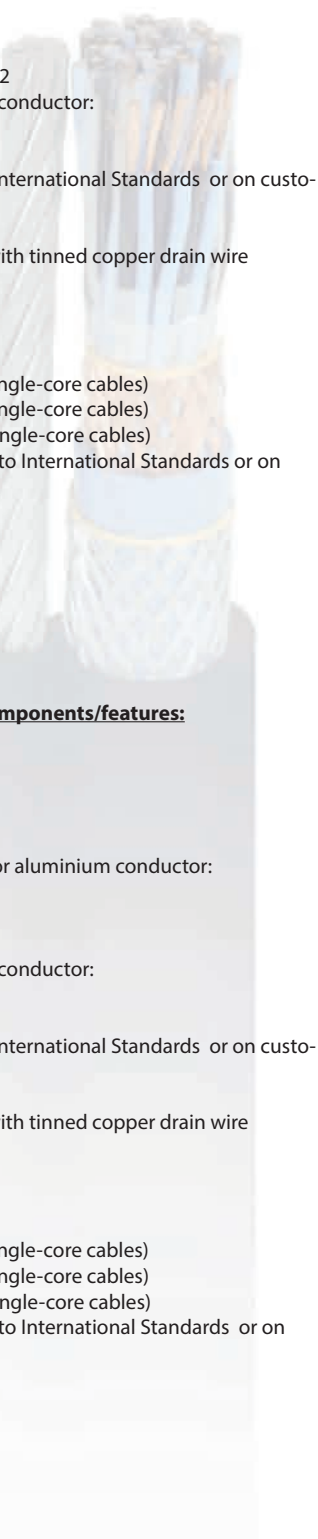 2
conductor:
nternational Standards or on custo-
ith tinned copper drain wire
ngle-core cables)
ngle-core cables)
ngle-core cables)
to International Standards or on
mponents/features:
or aluminium conductor:
conductor:
nternational Standards or on custo-
ith tinned copper drain wire
ngle-core cables)
ngle-core cables)
ngle-core cables)
to International Standards or on